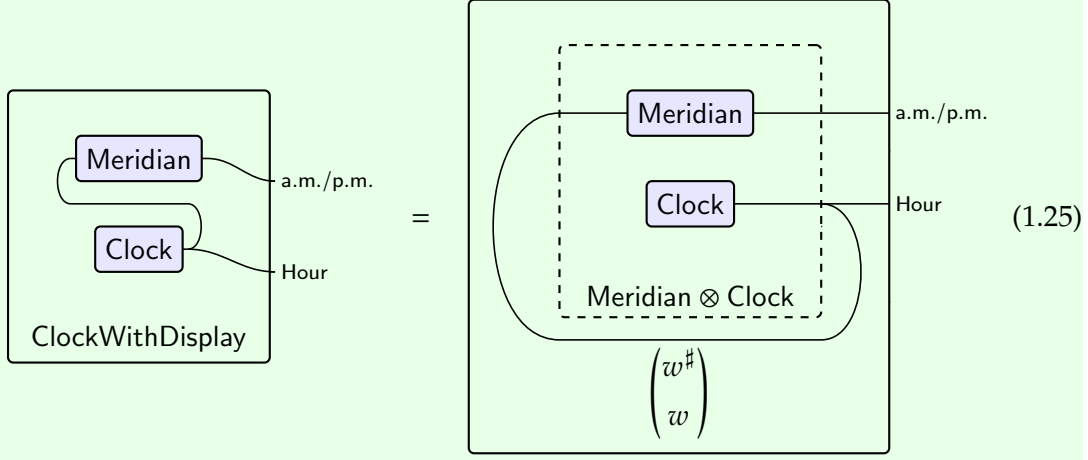 Meridian
a.m./p.m.
Clock
Hour
ClockWithDisplay
=
Meridian
a.m./p.m.
Clock
Hour
Meridian ⊗ Clock
w♯
w
(1.25)